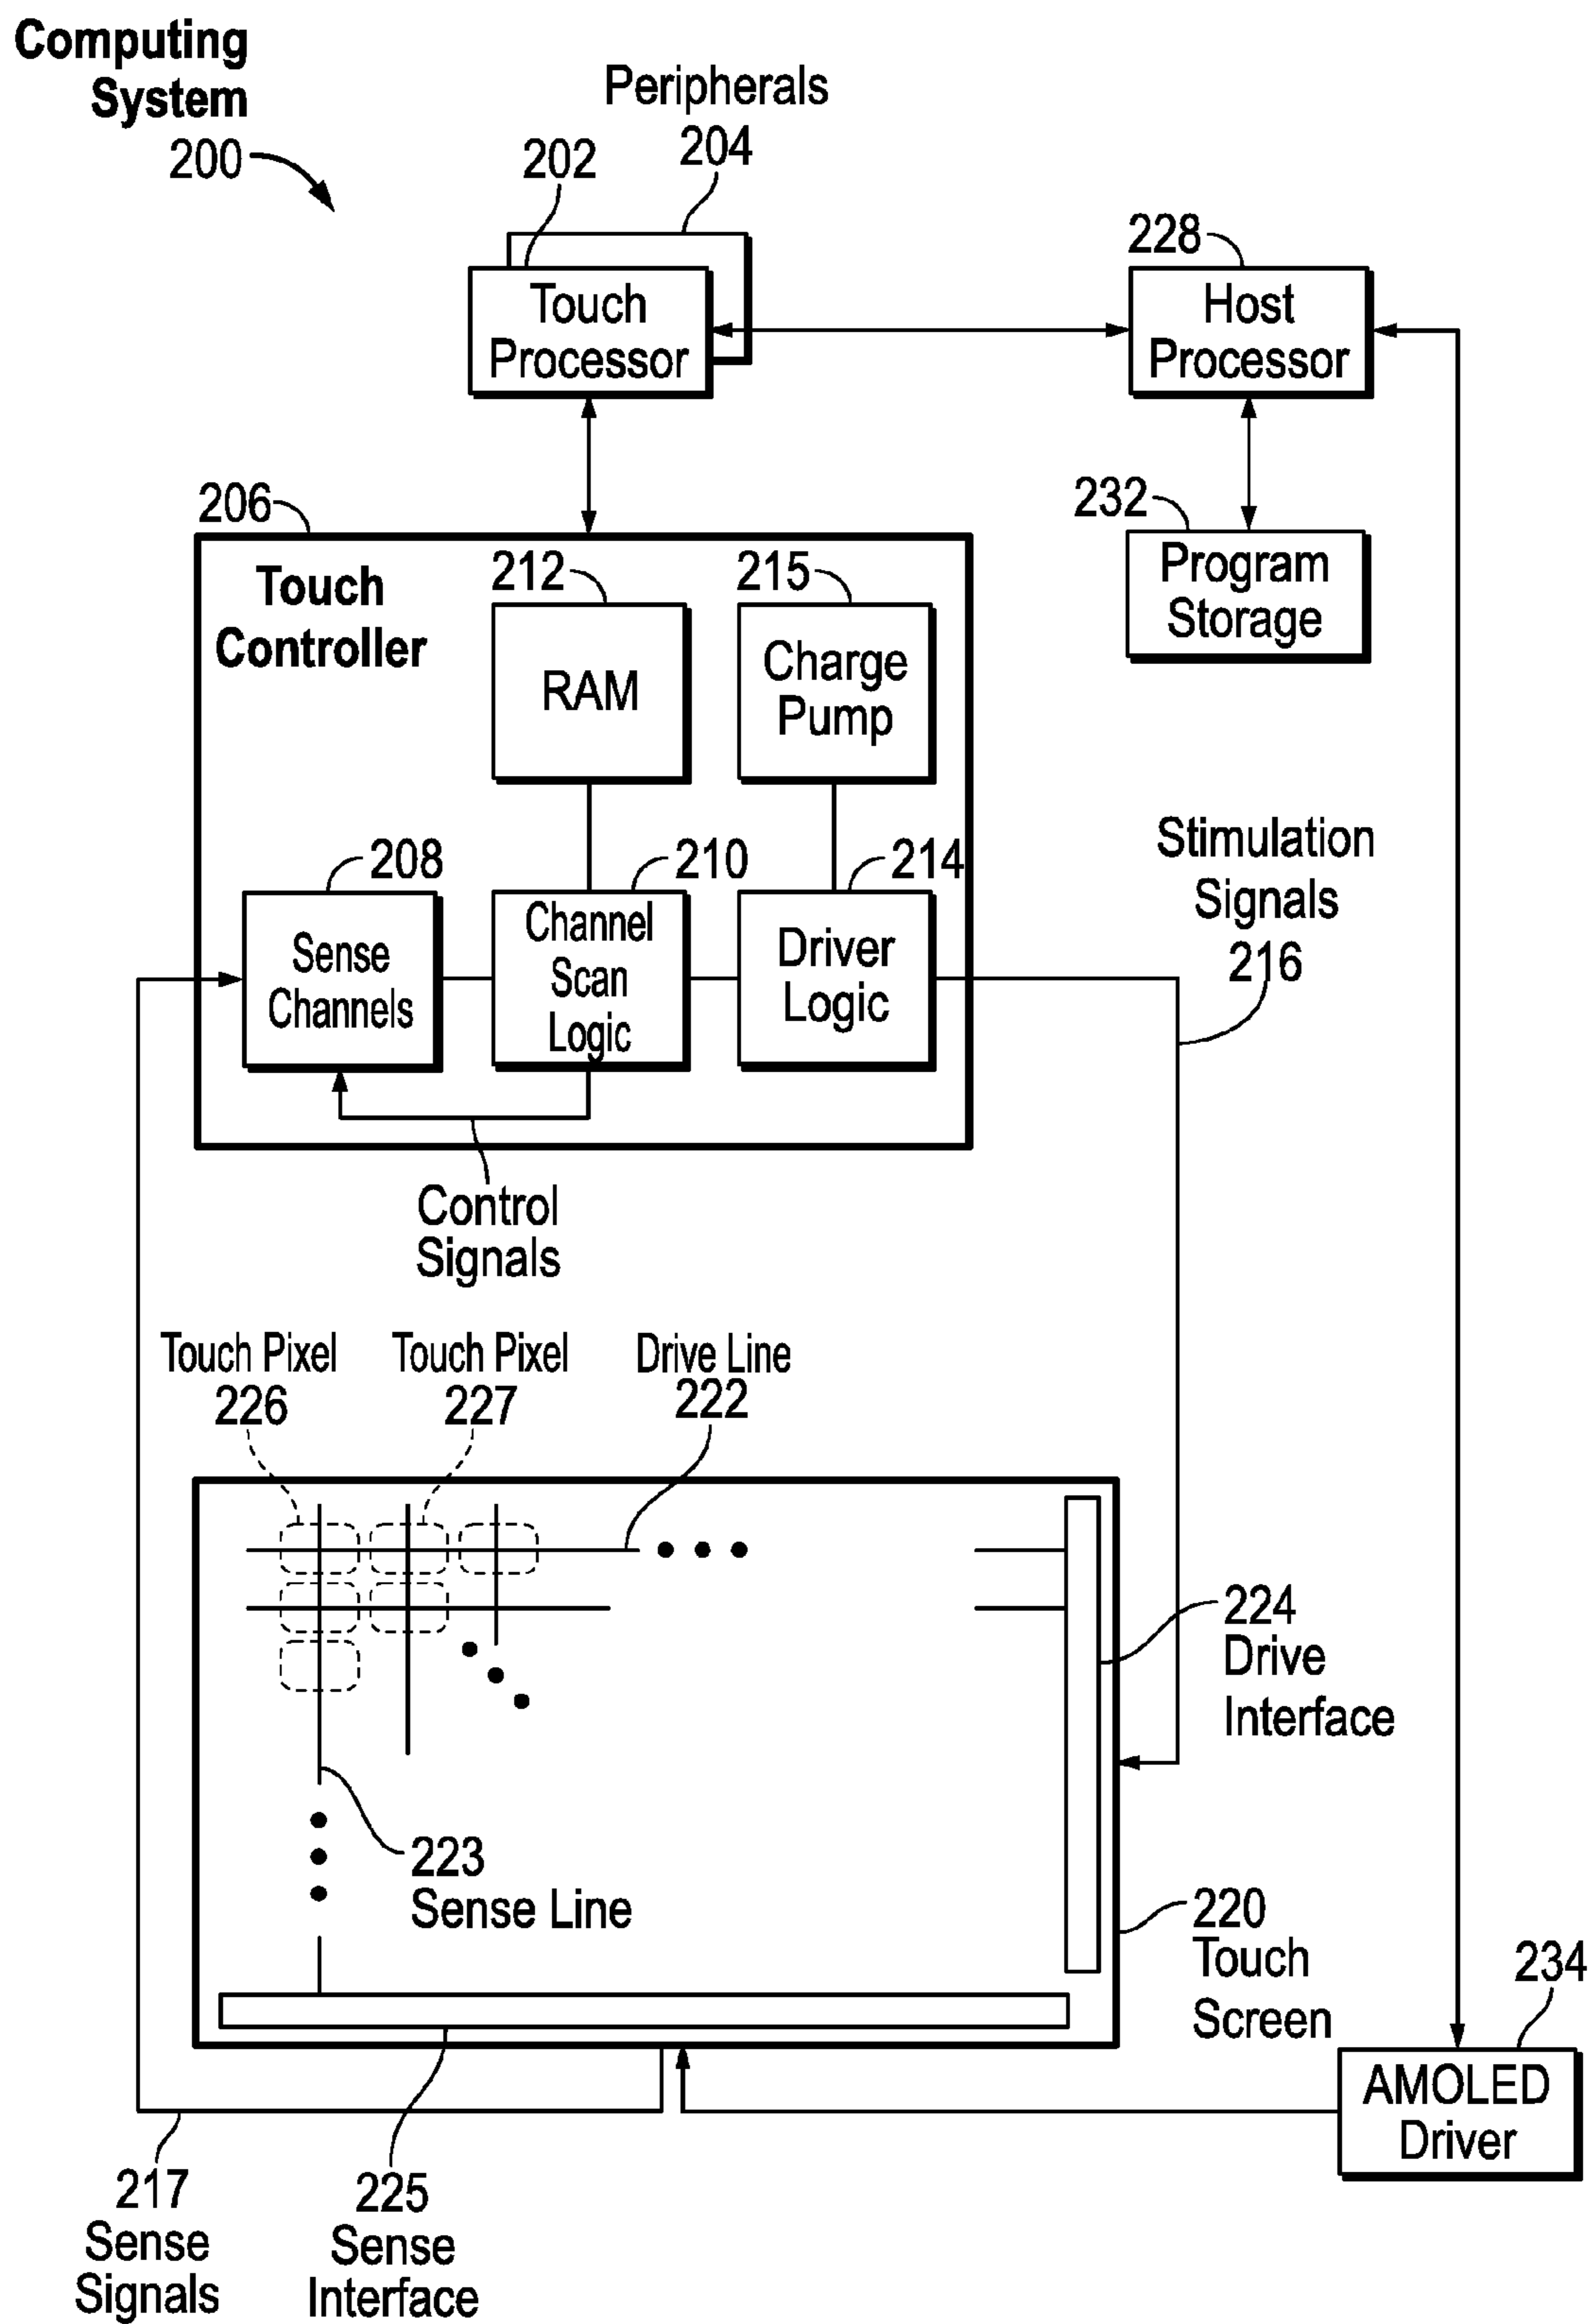 Computing
System
200
Peripherals
204
202
228
Touch
Processor
Host
Processor
206
232
Touch
Controller
212
215
Program
Storage
RAM
Charge
Pump
208
210
214
Stimulation
Signals
216
Sense
Channels
Channel
Scan
Logic
Driver
Logic
Control
Signals
Touch Pixel
226
Touch Pixel
227
Drive Line
222
224
Drive
Interface
223
Sense Line
220
Touch
Screen
234
AMOLED
Driver
217
Sense
Signals
225
Sense
Interface